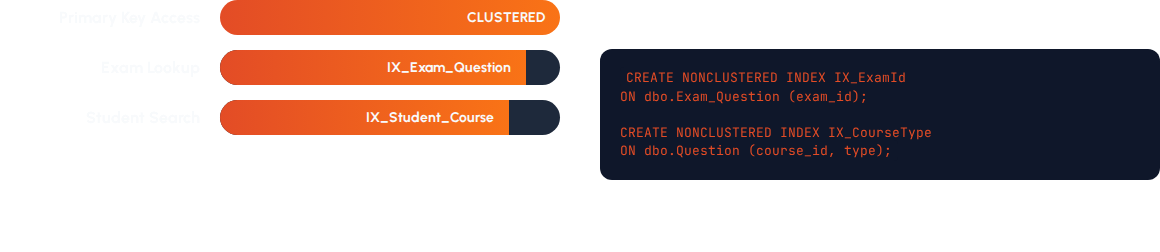 Primary Key Access
CLUSTERED
Exam Lookup
IX_Exam_Question
Student Search
IX_Student_Course
CREATE NONCLUSTERED INDEX IX_ExamId
ON dbo.Exam_Question (exam_id);
CREATE NONCLUSTERED INDEX IX_CourseType
ON dbo.Question (course_id, type);